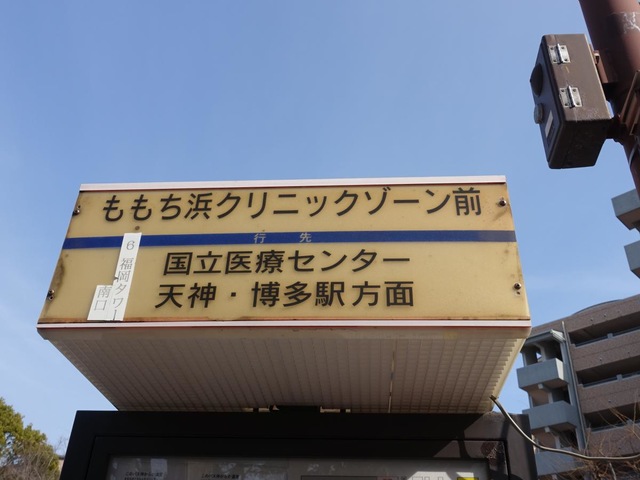 ももち浜クリニックゾーン前
行先
国立医療センター
天神・博多駅方面
6 福岡タワー
南口